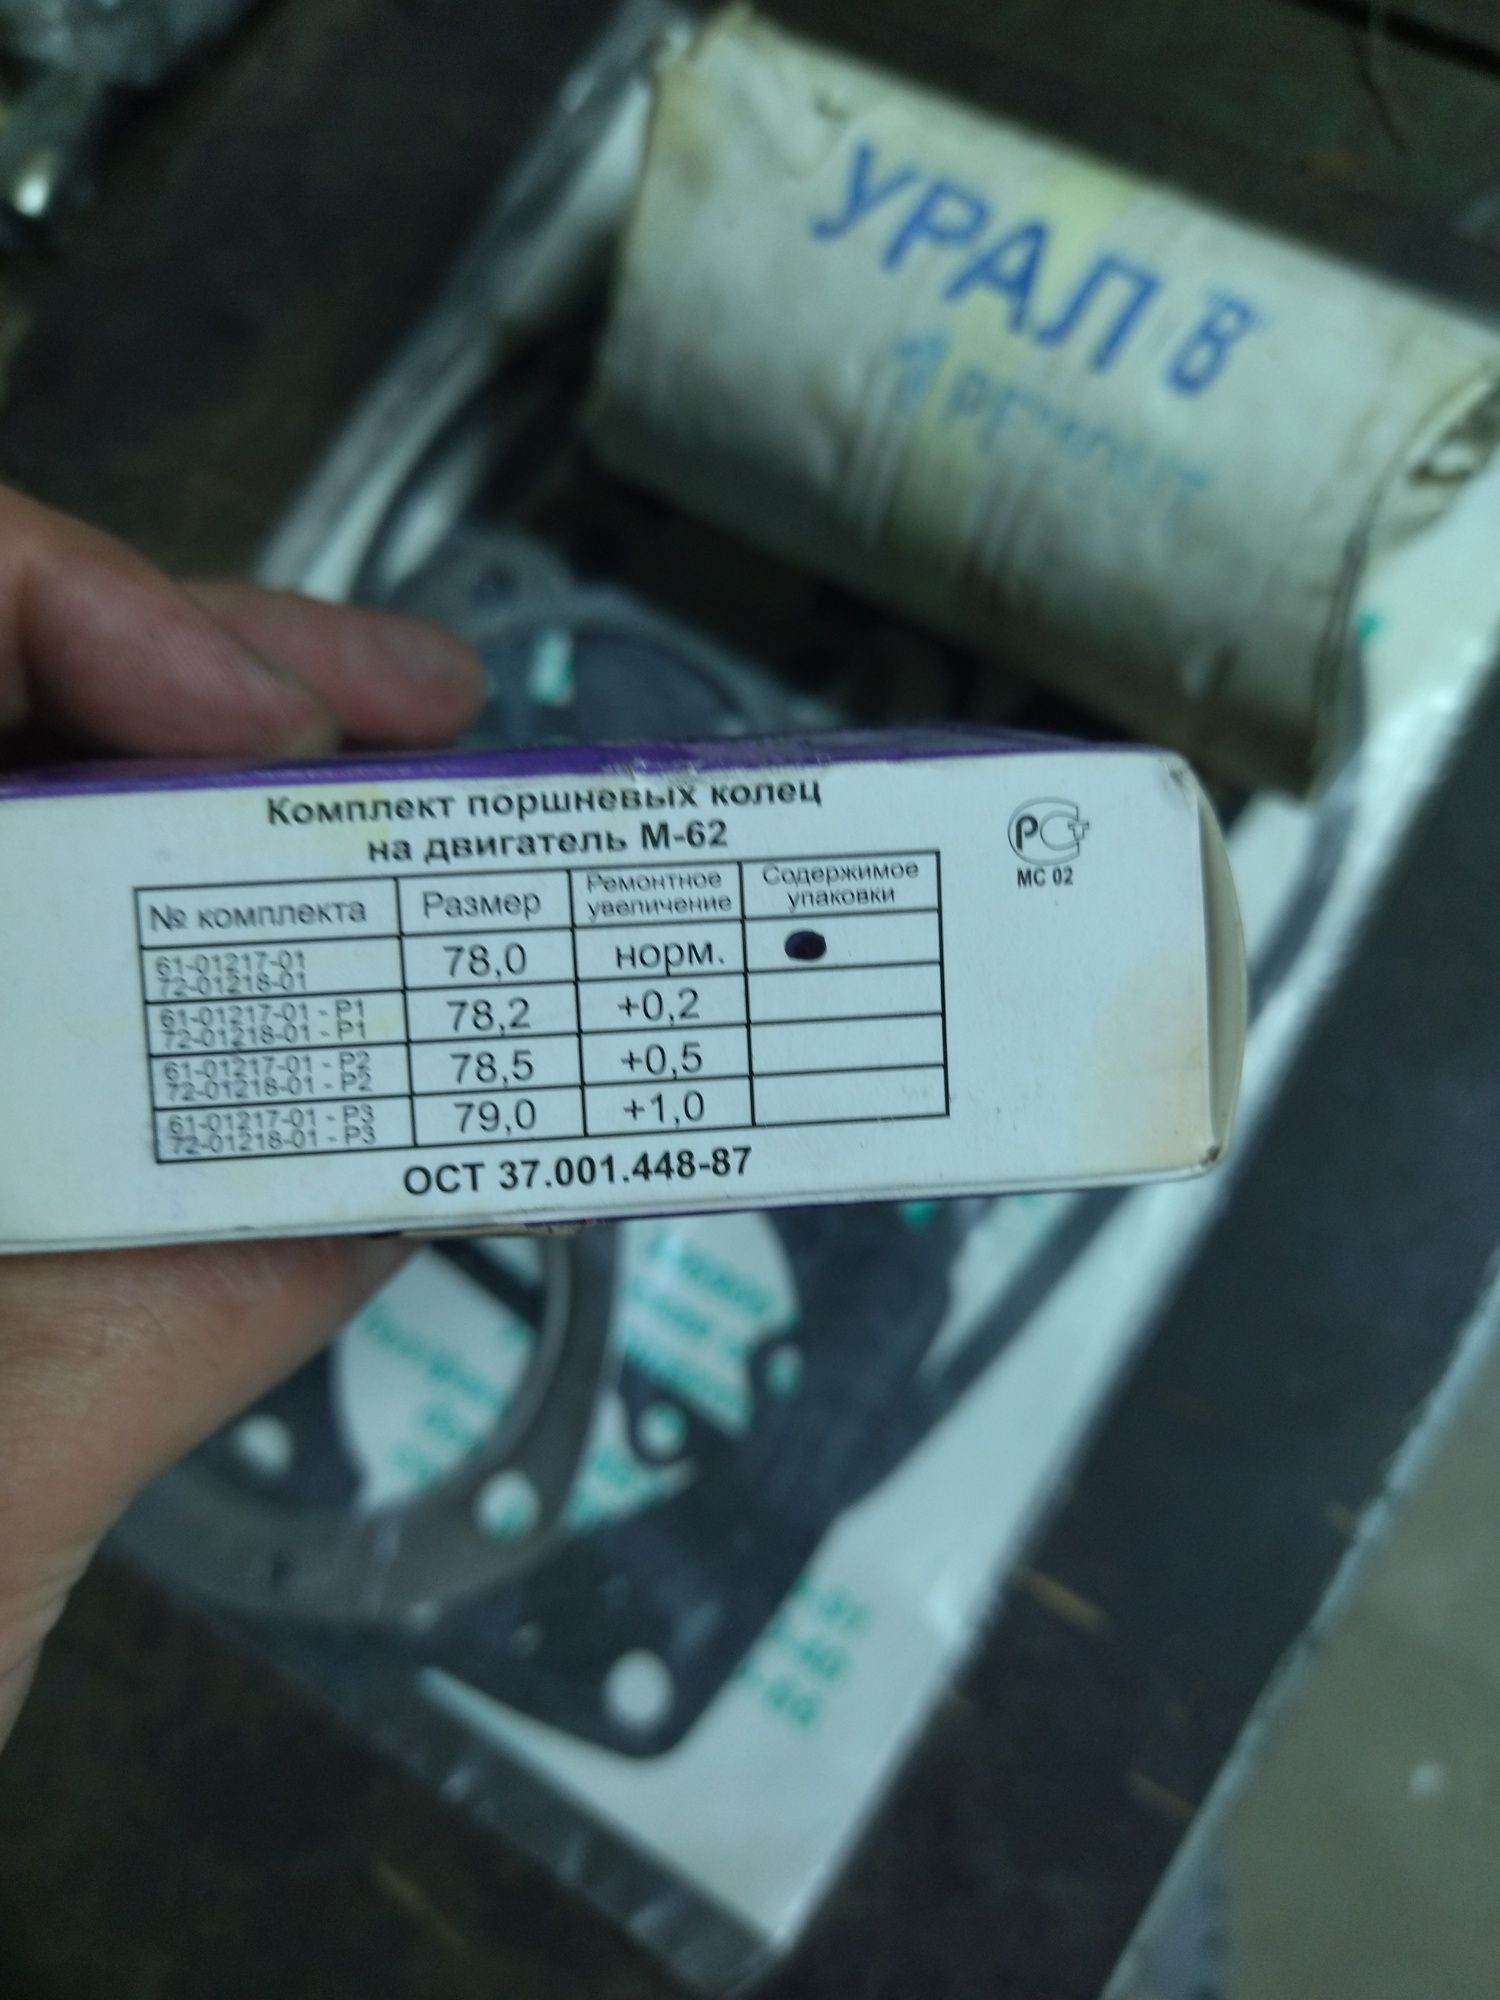 УРАЛ В
Комплект поршневых колец
на двигатель М-62
№ комплекта Размер Ремонтное увеличение Содержимое упаковки
61-01217-01
72-01218-01 78,0 норм.
61-01217-01 - Р1
72-01218-01 - Р1 78,2 +0,2
61-01217-01 - Р2
72-01218-01 - Р2 78,5 +0,5
61-01217-01 - Р3
72-01218-01 - Р3 79,0 +1,0
ОСТ 37.001.448-87
РСТ
МС 02